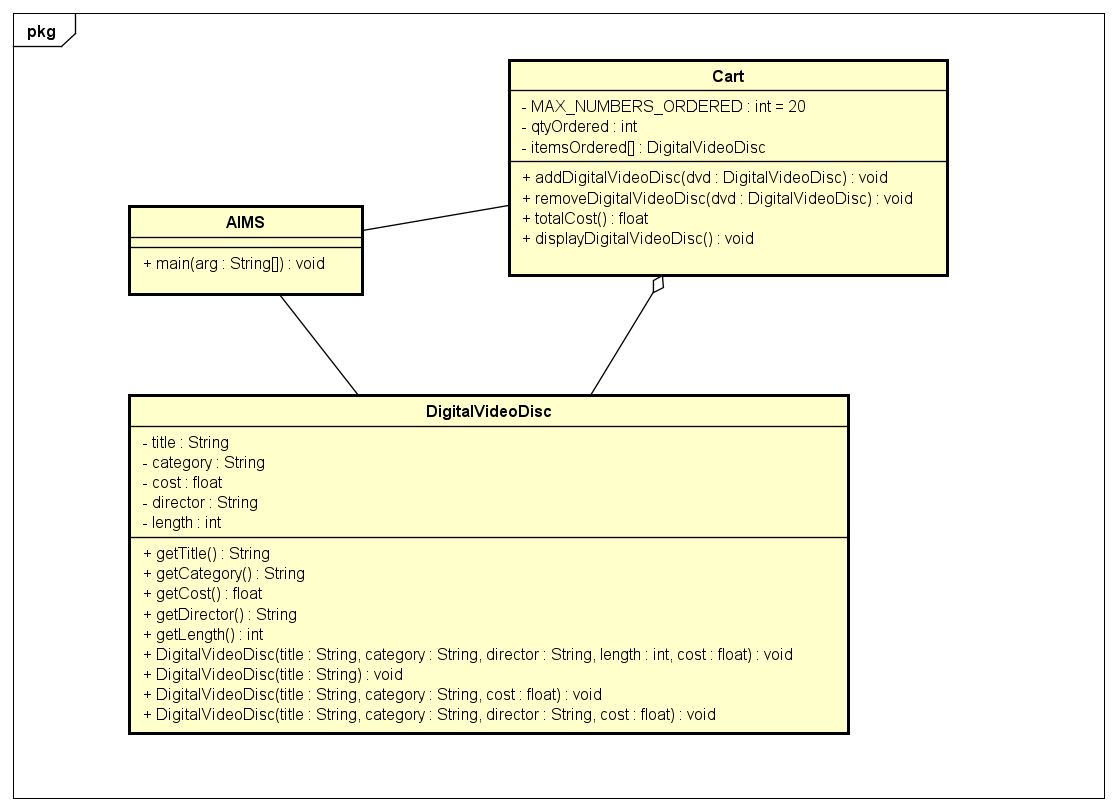 pkg
Cart
- MAX_NUMBERS_ORDERED : int = 20
- qtyOrdered : int
- itemsOrdered[] : DigitalVideoDisc
+ addDigitalVideoDisc(dvd : DigitalVideoDisc) : void
+ removeDigitalVideoDisc(dvd : DigitalVideoDisc) : void
+ totalCost() : float
+ displayDigitalVideoDisc() : void
AIMS
+ main(arg : String[]) : void
DigitalVideoDisc
- title : String
- category : String
- cost : float
- director : String
- length : int
+ getTitle() : String
+ getCategory() : String
+ getCost() : float
+ getDirector() : String
+ getLength() : int
+ DigitalVideoDisc(title : String, category : String, director : String, length : int, cost : float) : void
+ DigitalVideoDisc(title : String) : void
+ DigitalVideoDisc(title : String, category : String, cost : float) : void
+ DigitalVideoDisc(title : String, category : String, director : String, cost : float) : void